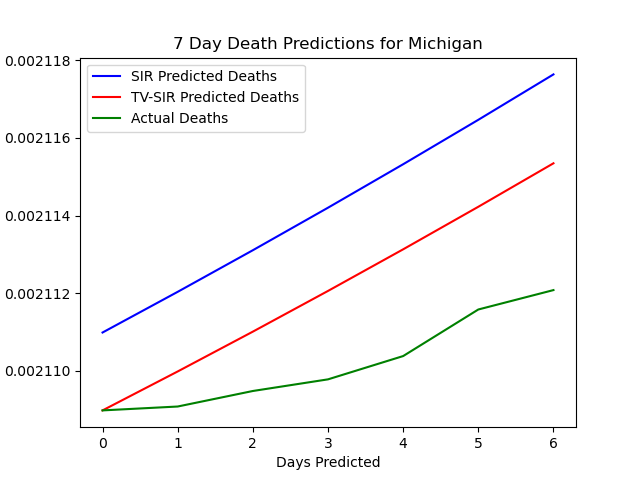 7 Day Death Predictions for Michigan
0.002118
0.002116
0.002114
0.002112
0.002110
SIR Predicted Deaths
TV-SIR Predicted Deaths
Actual Deaths
0 1 2 3 4 5 6
Days Predicted